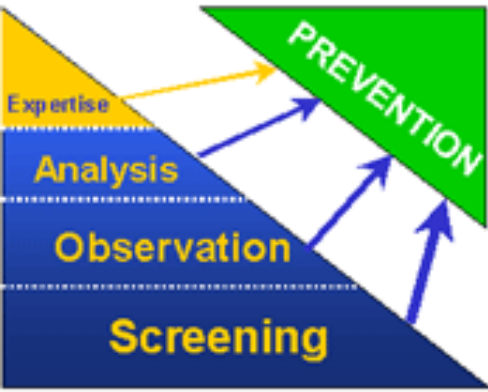 PREVENTION
Expertise
Analysis
Observation
Screening